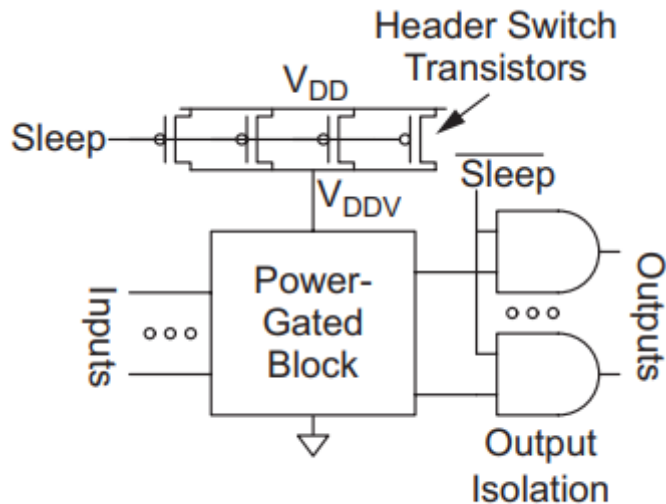 Header Switch
Transistors
VDD
Sleep
Sleep
VDDV
Power-
Gated
Block
Inputs
Outputs
Output
Isolation